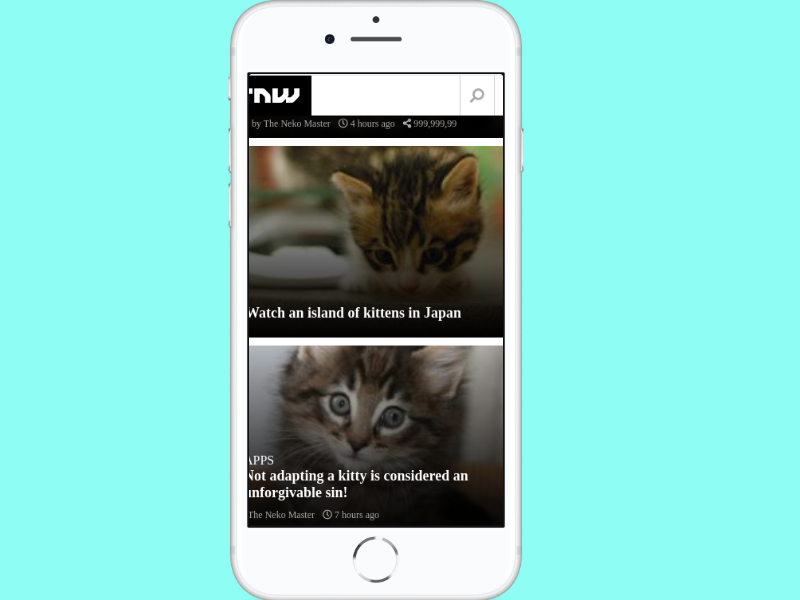 TNW
by The Neko Master 4 hours ago 999,999,99
Watch an island of kittens in Japan
APPS
Not adapting a kitty is considered an
unforgivable sin!
The Neko Master 7 hours ago